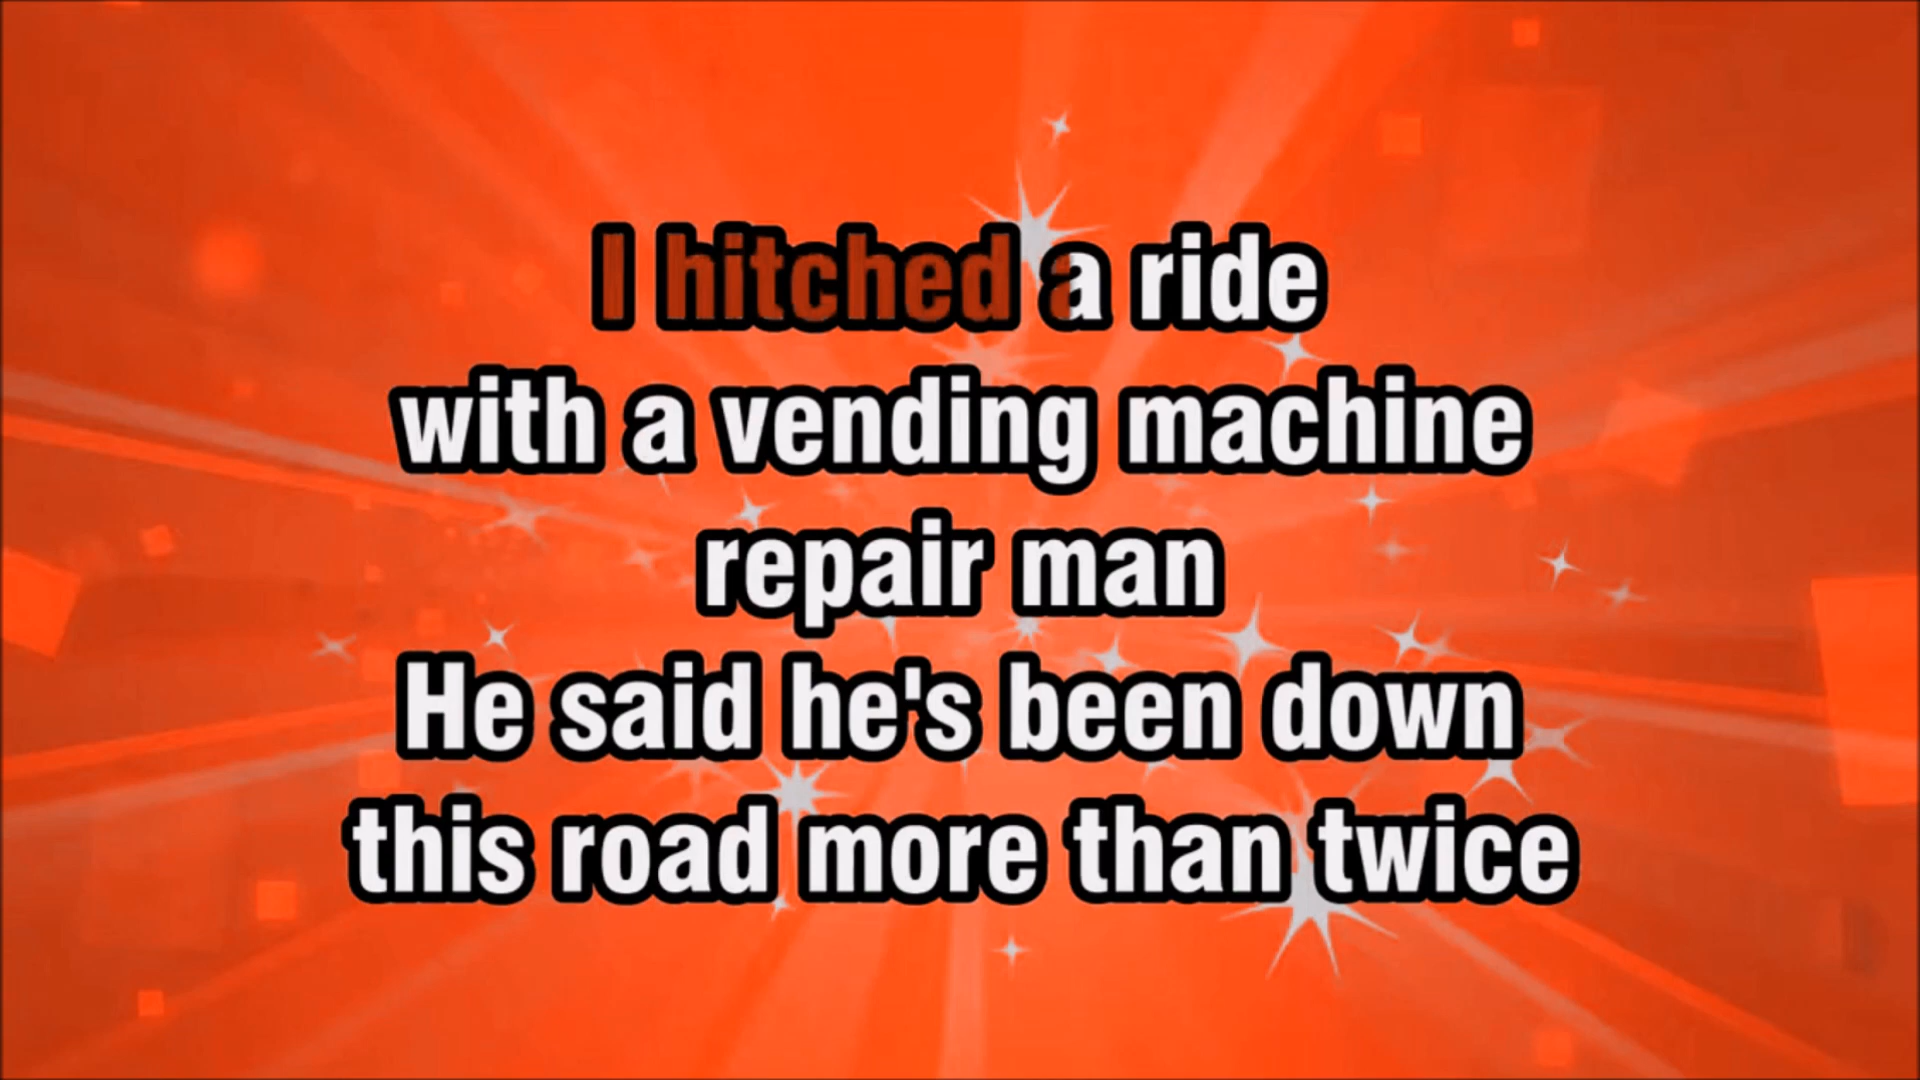 I hitched a ride
with a vending machine
repair man
He said he's been down
this road more than twice